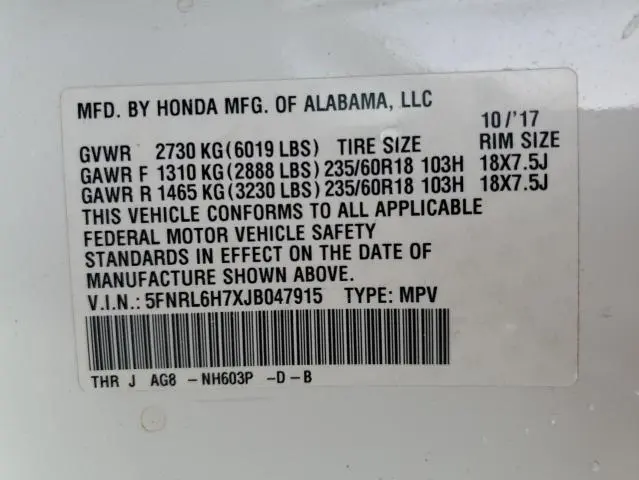 MFD. BY HONDA MFG. OF ALABAMA, LLC
10/'17
GVWR 2730 KG(6019 LBS) TIRE SIZE RIM SIZE
GAWR F 1310 KG(2888 LBS)235/60R18 103H 18X7.5J
GAWR R 1465 KG(3230 LBS)235/60R18 103H 18X7.5J
THIS VEHICLE CONFORMS TO ALL APPLICABLE
FEDERAL MOTOR VEHICLE SAFETY
STANDARDS IN EFFECT ON THE DATE OF
MANUFACTURE SHOWN ABOVE.
V.I.N.: 5FNRL6H7XJB047915 TYPE: MPV
THR J AG8 -NH603P -D-B